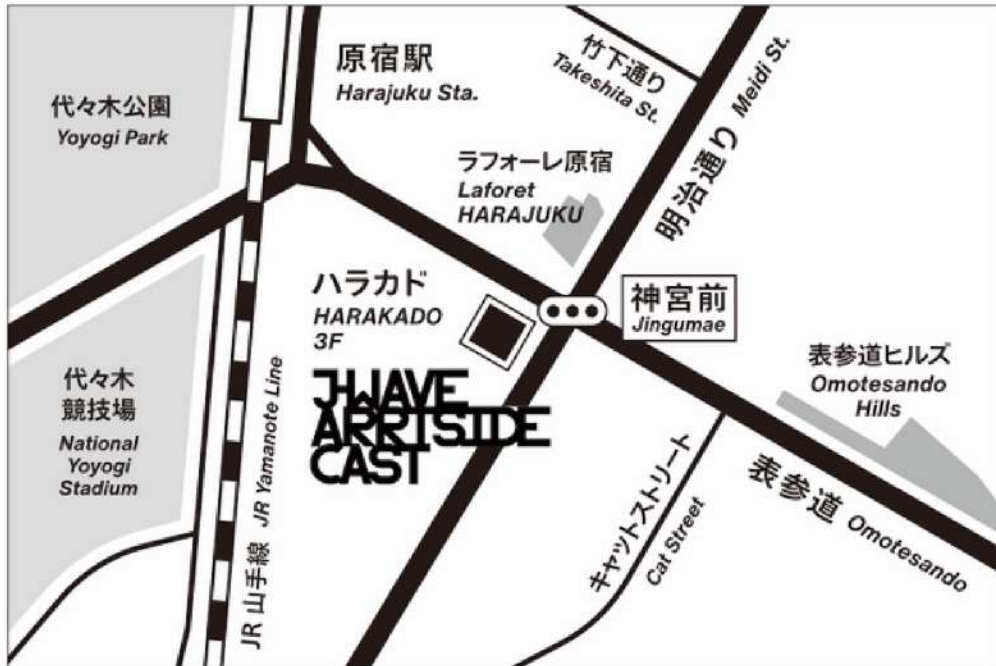 原宿駅
Harajuku Sta.
竹下通り
Takeshita St.
明治通り Meidi St.
代々木公園
Yoyogi Park
ラフォーレ原宿
Laforet
HARAJUKU
ハラカド
HARAKADO
3F
神宮前
Jingumae
J-WAVE
ARTSIDE
CAST
表参道ヒルズ
Omotesando
Hills
代々木
競技場
National
Yoyogi
Stadium
JR 山手線 JR Yamanote Line
キャットストリート
Cat Street
表参道 Omotesando